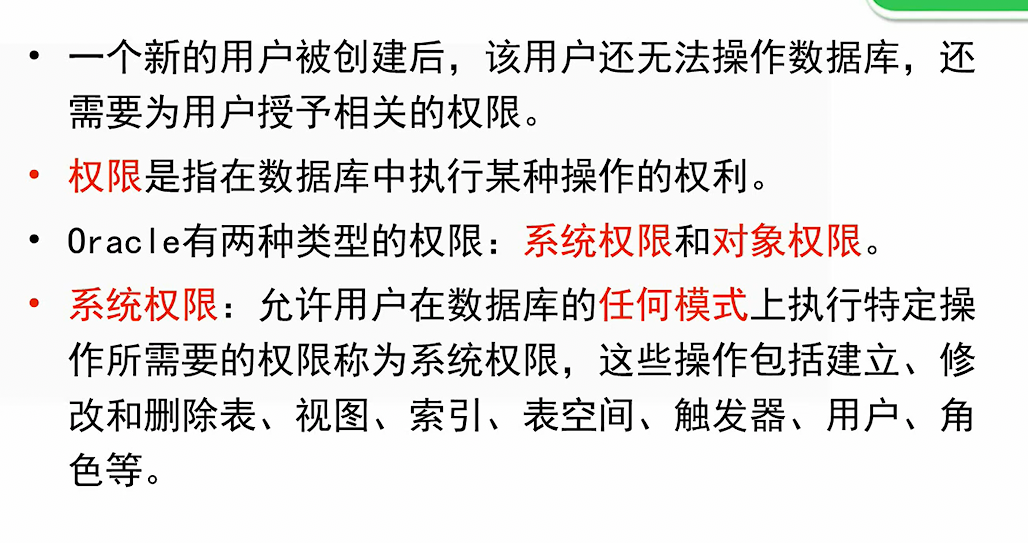 • 一个新的用户被创建后，该用户还无法操作数据库，还
需要为用户授予相关的权限。
• 权限是指在数据库中执行某种操作的权利。
• Oracle有两种类型的权限：系统权限和对象权限。
• 系统权限：允许用户在数据库的任何模式上执行特定操
作所需要的权限称为系统权限，这些操作包括建立、修
改和删除表、视图、索引、表空间、触发器、用户、角
色等。